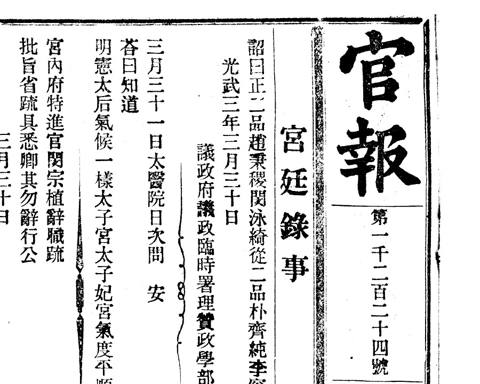 官報
第一千二百二十四號
宮廷錄事
詔曰正二品趙秉稷閔泳綺從二品朴齊純李
光武三年三月三十日
議政府議政臨時署理贊政學部
三月三十一日太醫院日次問 安
答曰知道
明憲太后氣候一樣太子宮太子妃宮氣度平順
宮內府特進官閔宗植辭職疏
批旨省疏具悉卿其勿辭行公
三月三十日